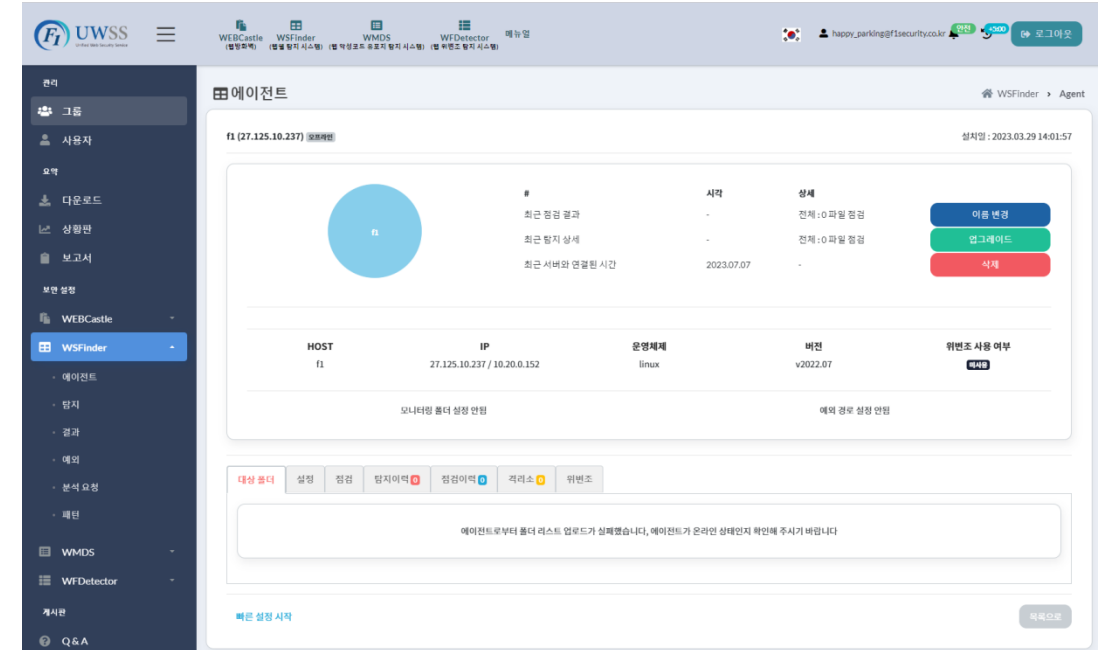 UWSS
WEBCastle
(웹방화벽)
WSFinder
(웹쉘 탐지 시스템)
WMDS
(웹 악성코드 유포지 탐지 시스템)
WFDetector
(웹 위변조 탐지 시스템)
메뉴얼
happy_parking@f1security.co.kr
안전
로그아웃
관리
그룹
사용자
요약
다운로드
상황판
보고서
보안 설정
WEBCastle
WSFinder
에이전트
탐지
결과
예외
분석 요청
패턴
WMDS
WFDetector
게시판
Q&A
에이전트
WSFinder > Agent
f1 (27.125.10.237) 오프라인
설치일 : 2023.03.29 14:01:57
f1
# 시각 상세
최근 점검 결과 - 전체 : 0 파일 점검
최근 탐지 상세 - 전체 : 0 파일 점검
최근 서버와 연결된 시간 2023.07.07 -
이름 변경
업그레이드
삭제
HOST IP 운영체제 버전 위변조 사용 여부
f1 27.125.10.237 / 10.20.0.152 linux v2022.07 미사용
모니터링 폴더 설정 안됨 예외 경로 설정 안됨
대상 폴더 설정 점검 탐지이력 0 점검이력 0 격리소 0 위변조
에이전트로부터 폴더 리스트 업로드가 실패했습니다, 에이전트가 온라인 상태인지 확인해 주시기 바랍니다
빠른 설정 시작
목록으로